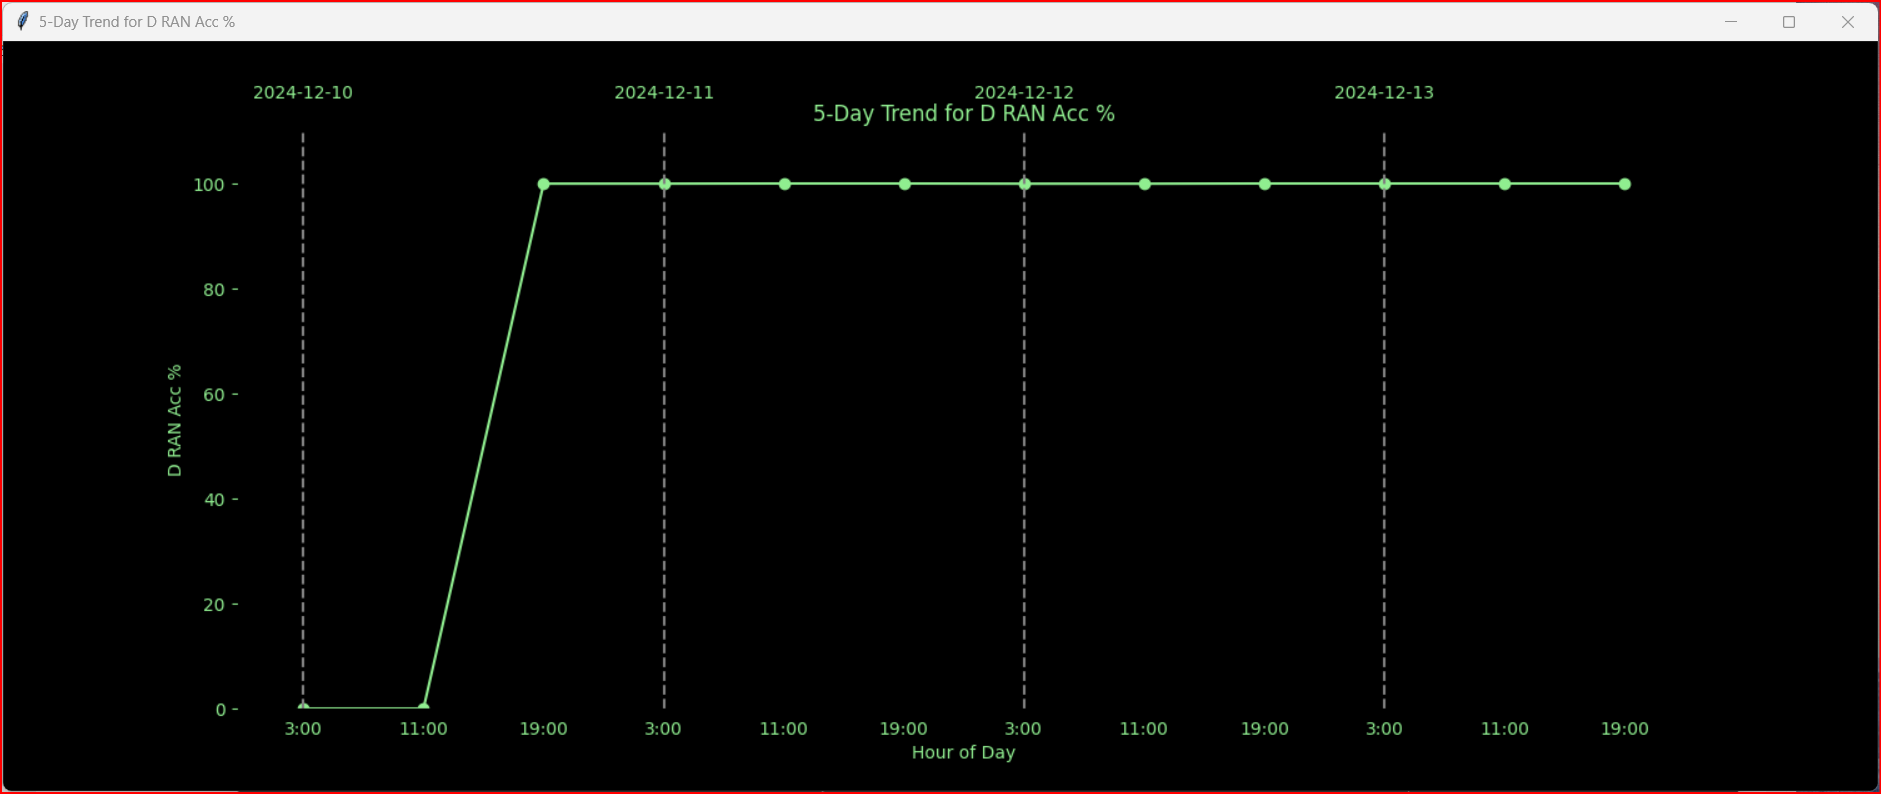 5-Day Trend for D RAN Acc %
2024-12-10 2024-12-11 2024-12-12 2024-12-13
5-Day Trend for D RAN Acc %
100
80
60
40
20
0
D RAN Acc %
3:00 11:00 19:00 3:00 11:00 19:00 3:00 11:00 19:00 3:00 11:00 19:00
Hour of Day